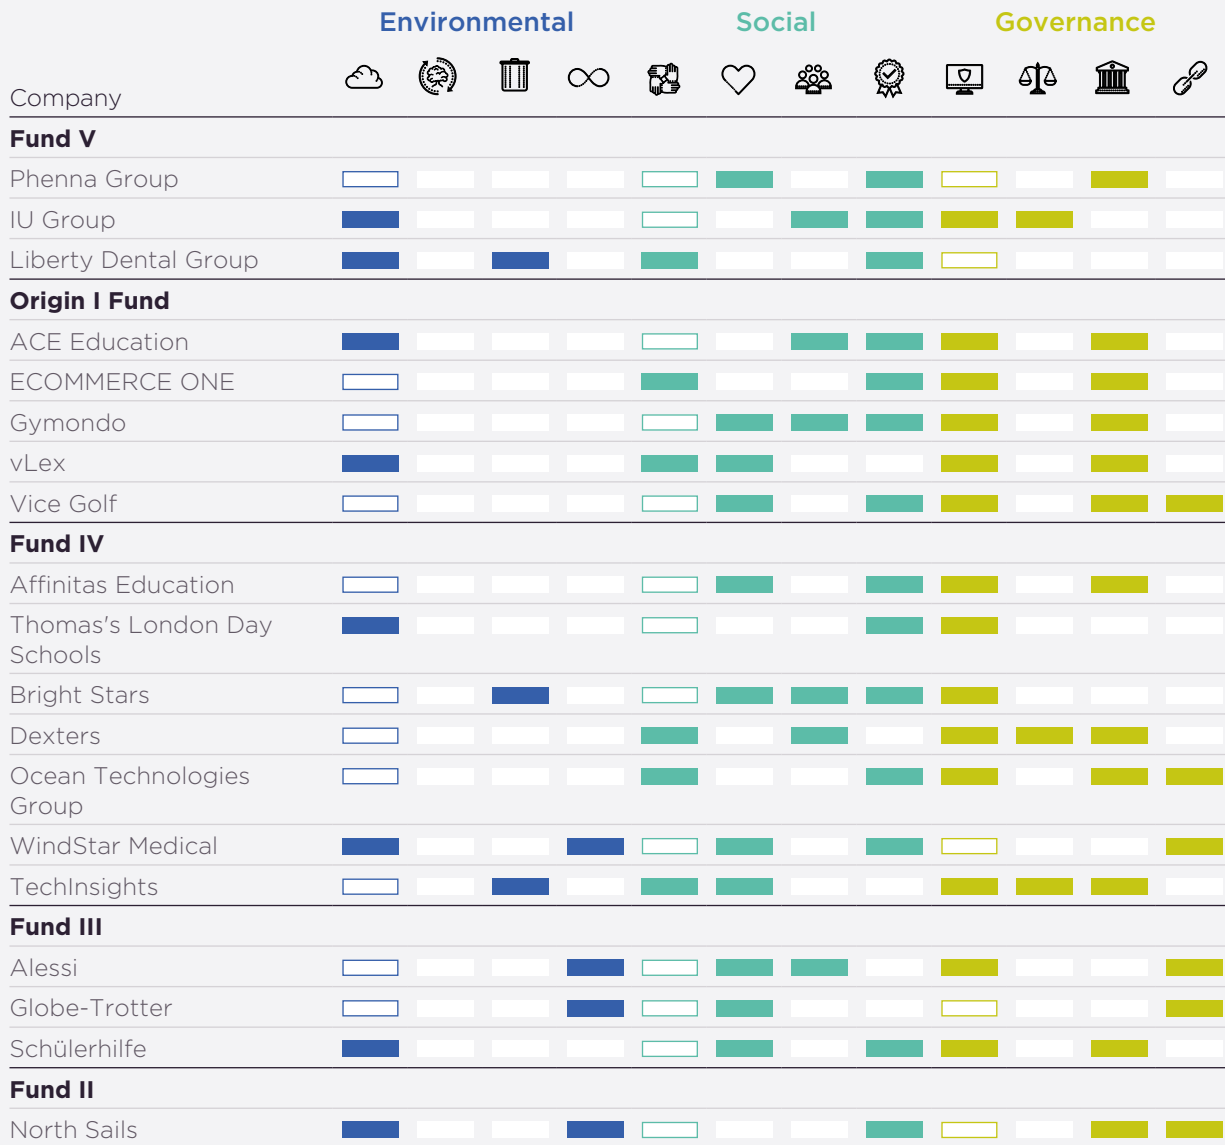 Environmental Social Governance
Company
Fund V
Phenna Group
IU Group
Liberty Dental Group
Origin I Fund
ACE Education
ECOMMERCE ONE
Gymondo
vLex
Vice Golf
Fund IV
Affinitas Education
Thomas's London Day
Schools
Bright Stars
Dexters
Ocean Technologies
Group
WindStar Medical
TechInsights
Fund III
Alessi
Globe-Trotter
Schülerhilfe
Fund II
North Sails